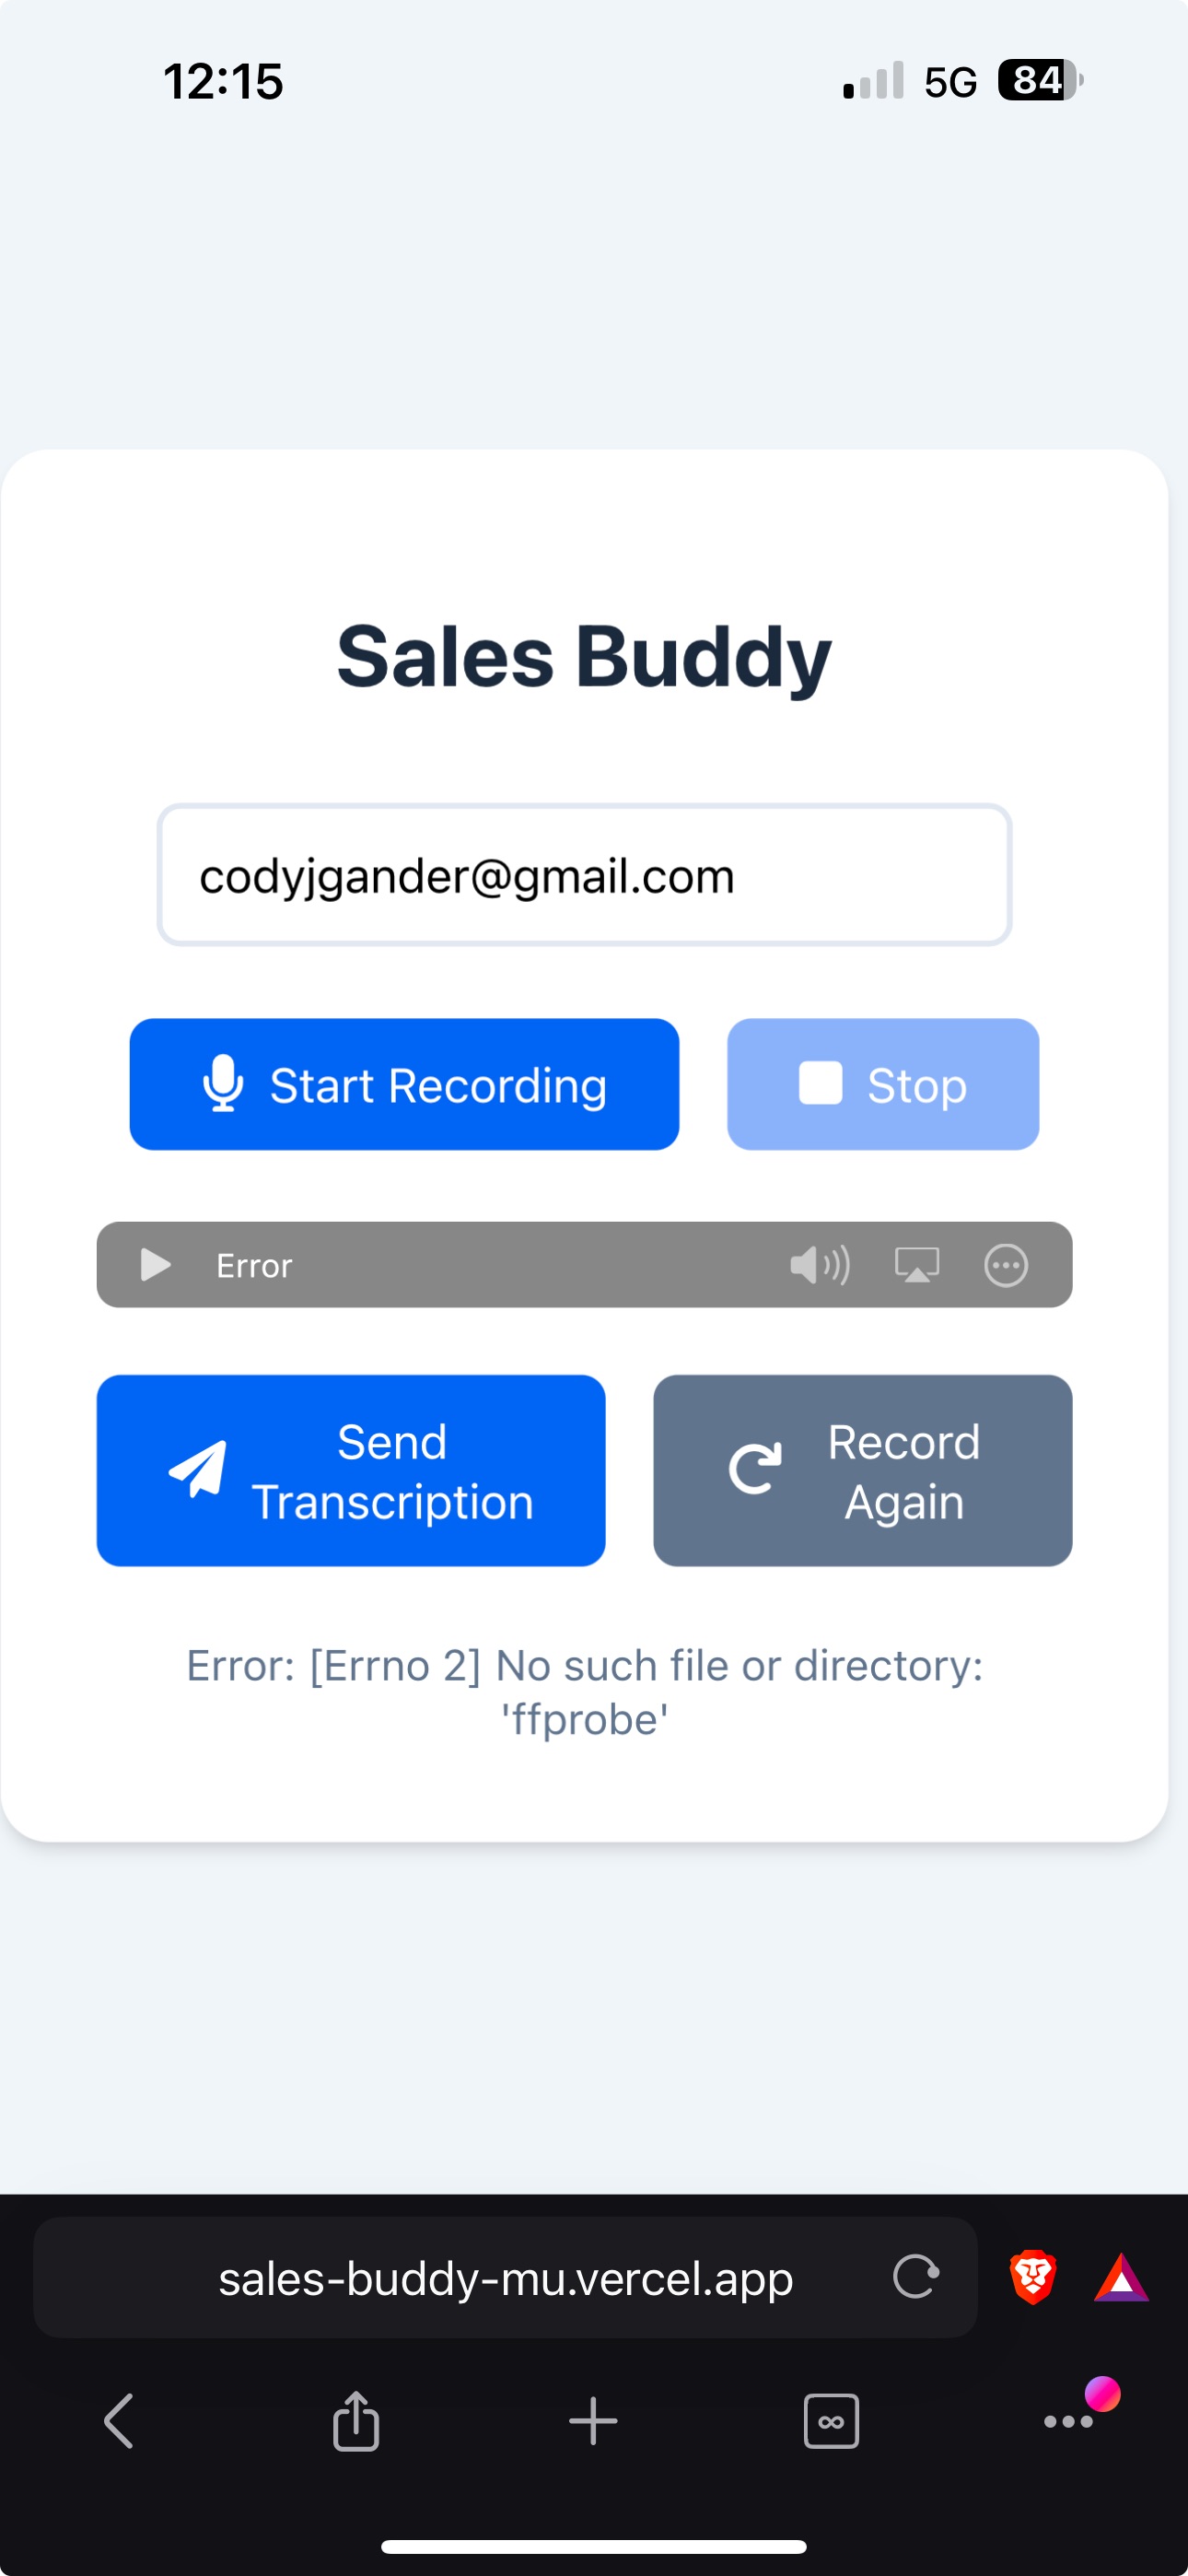 12:15
5G
84
Sales Buddy
codyjgander@gmail.com
Start Recording
Stop
Error
Send
Transcription
Record
Again
Error: [Errno 2] No such file or directory:
'ffprobe'
sales-buddy-mu.vercel.app